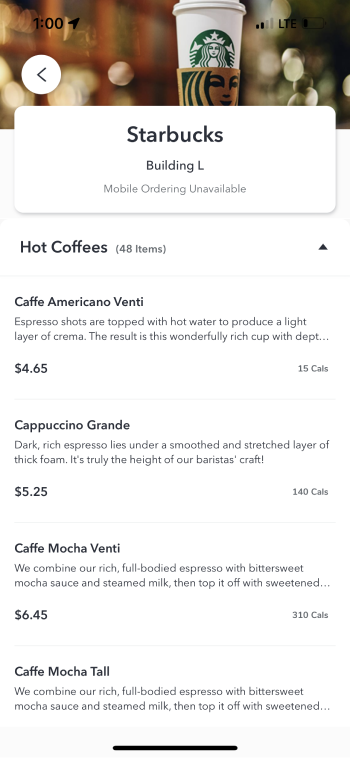 1:00
LTE
Starbucks
Building L
Mobile Ordering Unavailable
Hot Coffees (48 Items)
Caffe Americano Venti
Espresso shots are topped with hot water to produce a light
layer of crema. The result is this wonderfully rich cup with dept...
$4.65 15 Cals
Cappuccino Grande
Dark, rich espresso lies under a smoothed and stretched layer of
thick foam. It's truly the height of our baristas' craft!
$5.25 140 Cals
Caffe Mocha Venti
We combine our rich, full-bodied espresso with bittersweet
mocha sauce and steamed milk, then top it off with sweetened...
$6.45 310 Cals
Caffe Mocha Tall
We combine our rich, full-bodied espresso with bittersweet
mocha sauce and steamed milk, then top it off with sweetened...